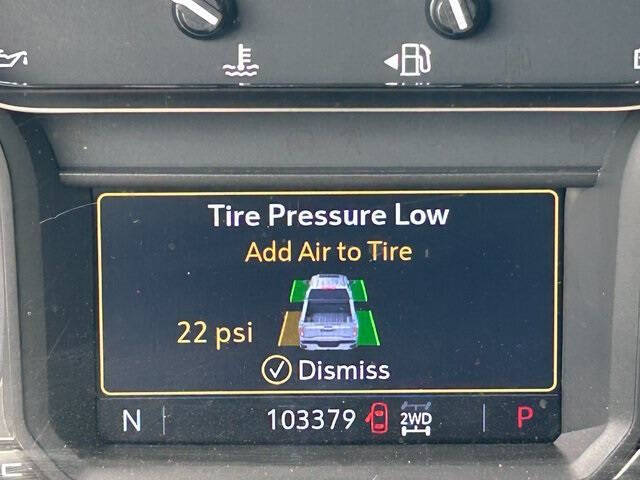 Tire Pressure Low
Add Air to Tire
22 psi
Dismiss
N 103379 2WD P
C